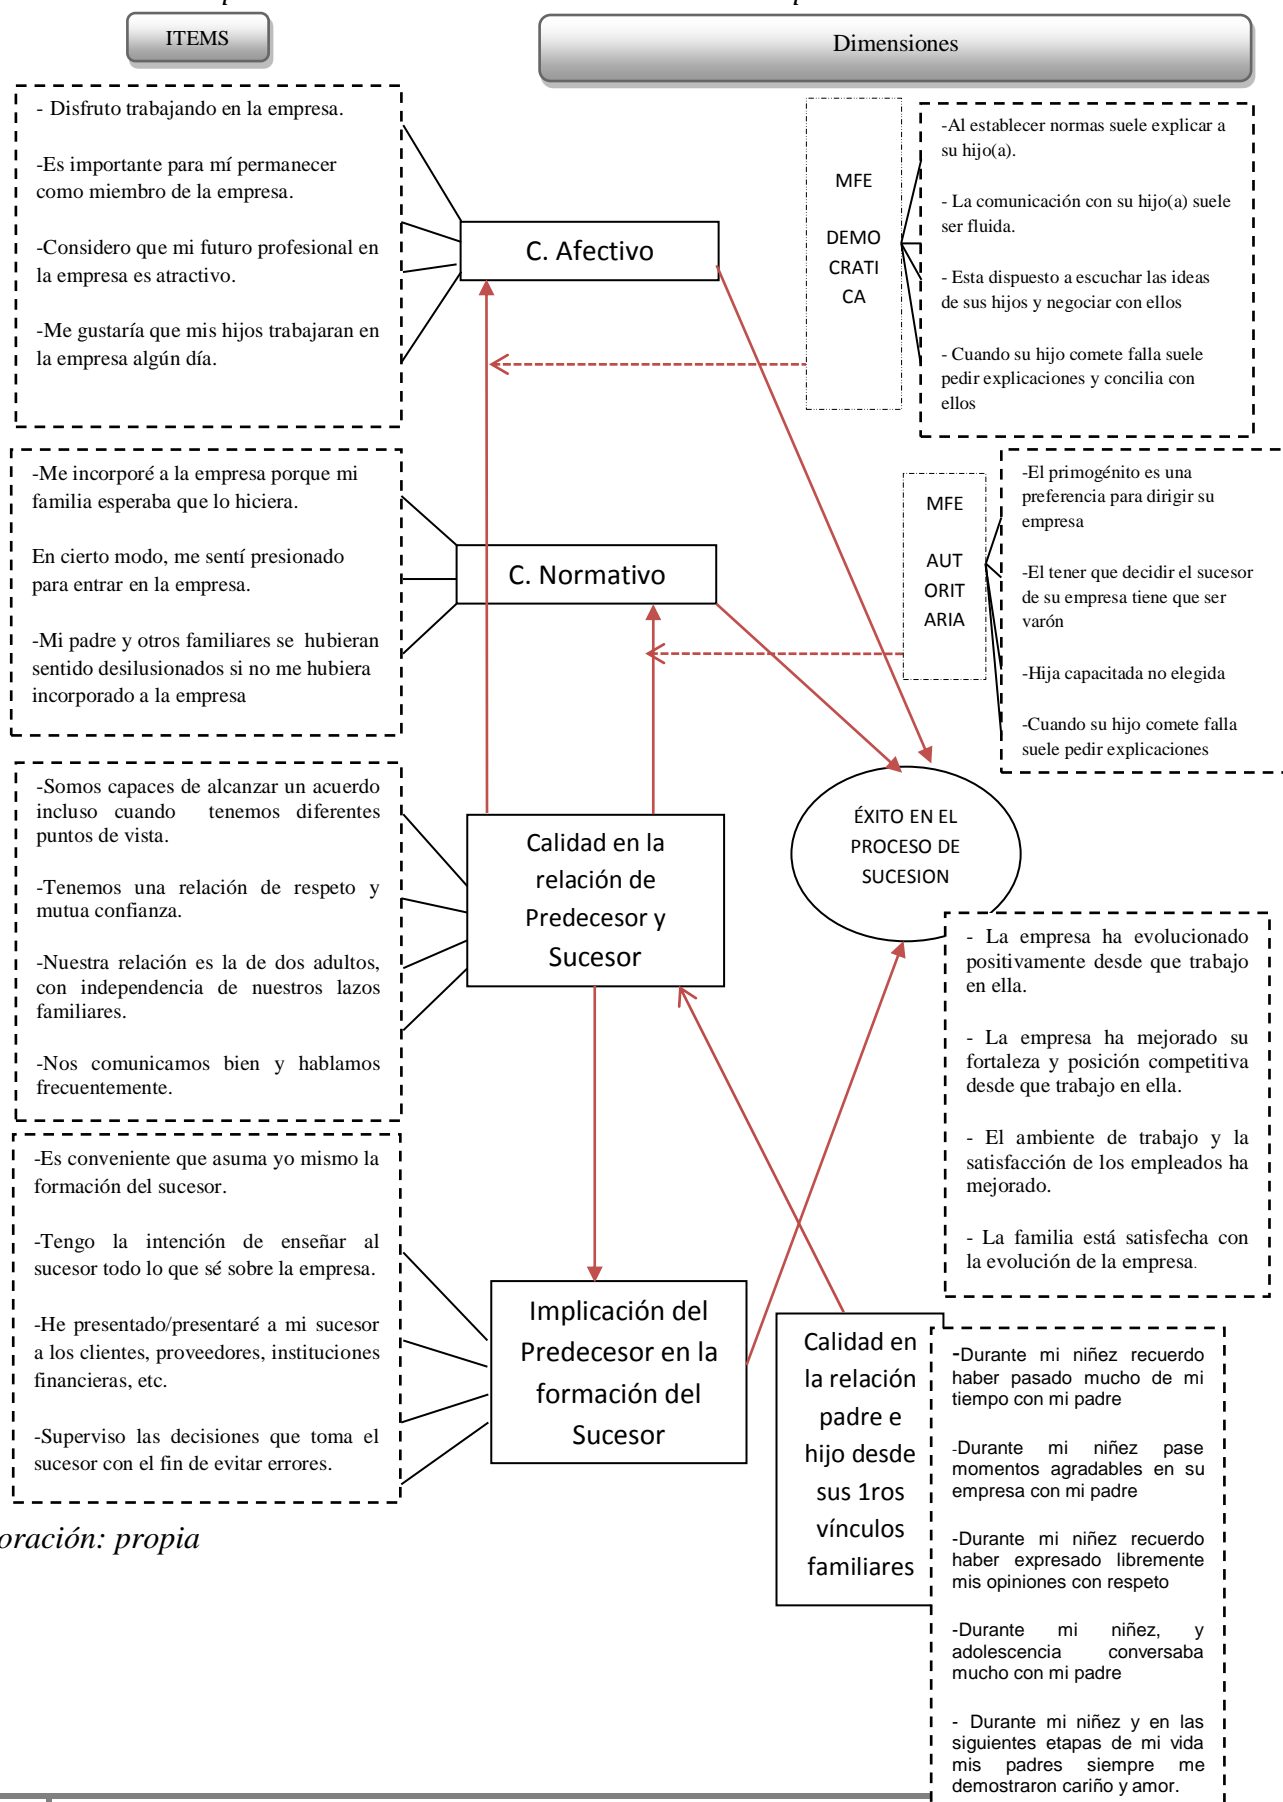 ITEMS
Dimensiones
- Disfruto trabajando en la empresa.
-Es importante para mí permanecer
como miembro de la empresa.
-Considero que mi futuro profesional en
la empresa es atractivo.
-Me gustaría que mis hijos trabajaran en
la empresa algún día.
C. Afectivo
MFE
DEMO
CRATI
CA
-Al establecer normas suele explicar a
su hijo(a).
- La comunicación con su hijo(a) suele
ser fluida.
- Esta dispuesto a escuchar las ideas
de sus hijos y negociar con ellos
- Cuando su hijo comete falla suele
pedir explicaciones y concilia con
ellos
-Me incorporé a la empresa porque mi
familia esperaba que lo hiciera.
En cierto modo, me sentí presionado
para entrar en la empresa.
-Mi padre y otros familiares se hubieran
sentido desilusionados si no me hubiera
incorporado a la empresa
C. Normativo
MFE
AUT
ORIT
ARIA
-El primogénito es una
preferencia para dirigir su
empresa
-El tener que decidir el sucesor
de su empresa tiene que ser
varón
-Hija capacitada no elegida
-Cuando su hijo comete falla
suele pedir explicaciones
-Somos capaces de alcanzar un acuerdo
incluso cuando tenemos diferentes
puntos de vista.
-Tenemos una relación de respeto y
mutua confianza.
-Nuestra relación es la de dos adultos,
con independencia de nuestros lazos
familiares.
-Nos comunicamos bien y hablamos
frecuentemente.
Calidad en la
relación de
Predecesor y
Sucesor
ÉXITO EN EL
PROCESO DE
SUCESION
- La empresa ha evolucionado
positivamente desde que trabajo
en ella.
- La empresa ha mejorado su
fortaleza y posición competitiva
desde que trabajo en ella.
- El ambiente de trabajo y la
satisfacción de los empleados ha
mejorado.
- La familia está satisfecha con
la evolución de la empresa.
-Es conveniente que asuma yo mismo la
formación del sucesor.
-Tengo la intención de enseñar al
sucesor todo lo que sé sobre la empresa.
-He presentado/presentaré a mi sucesor
a los clientes, proveedores, instituciones
financieras, etc.
-Superviso las decisiones que toma el
sucesor con el fin de evitar errores.
Implicación del
Predecesor en la
formación del
Sucesor
Calidad en
la relación
padre e
hijo desde
sus 1ros
vínculos
familiares
-Durante mi niñez recuerdo
haber pasado mucho de mi
tiempo con mi padre
-Durante mi niñez pase
momentos agradables en su
empresa con mi padre
-Durante mi niñez recuerdo
haber expresado libremente
mis opiniones con respeto
-Durante mi niñez, y
adolescencia conversaba
mucho con mi padre
- Durante mi niñez y en las
siguientes etapas de mi vida
mis padres siempre me
demostraron cariño y amor.
oración: propia